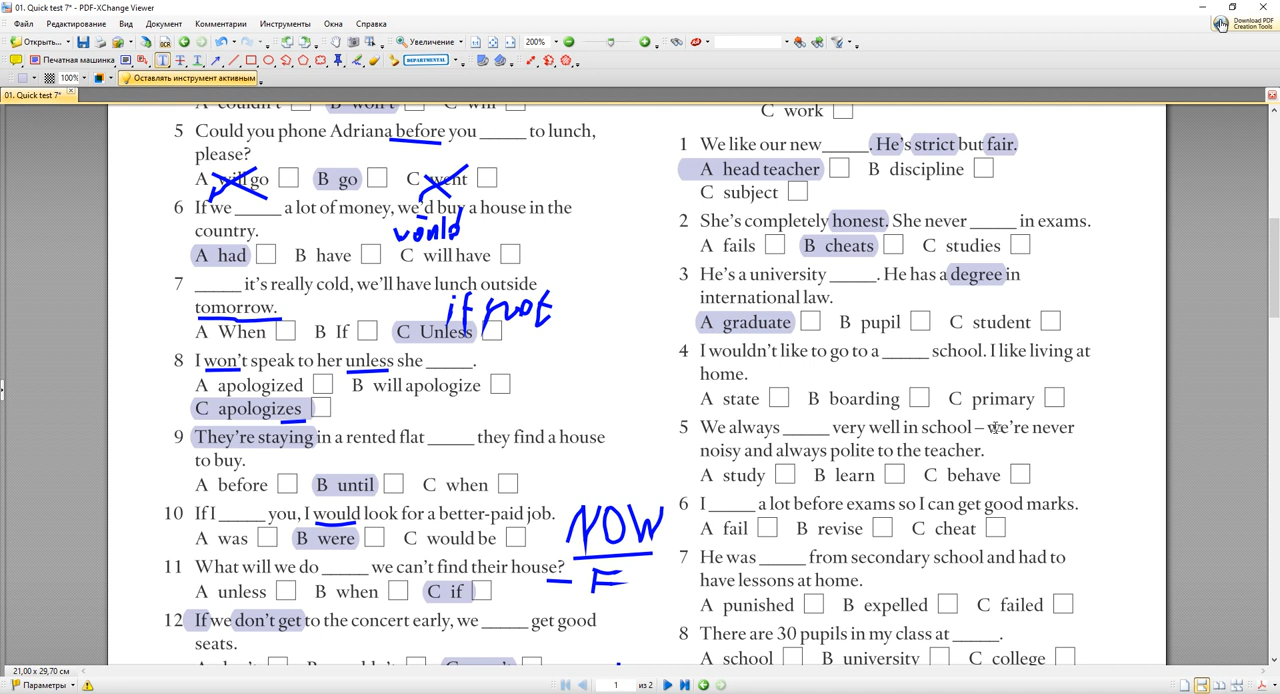 01. Quick test 7* - PDF-XChange Viewer
Файл Редактирование Вид Документ Комментарии Инструменты Окна Справка
Открыть... OCR Увеличение 200% Download PDF Creation Tools
Печатная машинка DEPARTMENTAL
100% Оставлять инструмент активным
01. Quick test 7*
A couldn't B won't C will
5 Could you phone Adriana before you _____ to lunch,
please?
A will go B go C went
6 If we _____ a lot of money, we'd buy a house in the
country. would
A had B have C will have
7 _____ it's really cold, we'll have lunch outside
tomorrow. if not
A When B If C Unless
8 I won't speak to her unless she _____.
A apologized B will apologize
C apologizes
9 They're staying in a rented flat _____ they find a house
to buy.
A before B until C when
10 If I _____ you, I would look for a better-paid job.
A was B were C would be
NOW
11 What will we do _____ we can't find their house?
F
A unless B when C if
12 If we don't get to the concert early, we _____ get good
seats.
C work
1 We like our new _____. He's strict but fair.
A head teacher B discipline
C subject
2 She's completely honest. She never _____ in exams.
A fails B cheats C studies
3 He's a university _____. He has a degree in
international law.
A graduate B pupil C student
4 I wouldn't like to go to a _____ school. I like living at
home.
A state B boarding C primary
5 We always _____ very well in school – we're never
noisy and always polite to the teacher.
A study B learn C behave
6 I _____ a lot before exams so I can get good marks.
A fail B revise C cheat
7 He was _____ from secondary school and had to
have lessons at home.
A punished B expelled C failed
8 There are 30 pupils in my class at _____.
A school B university C college
21,00 x 29,70 см
Параметры 1 из 2